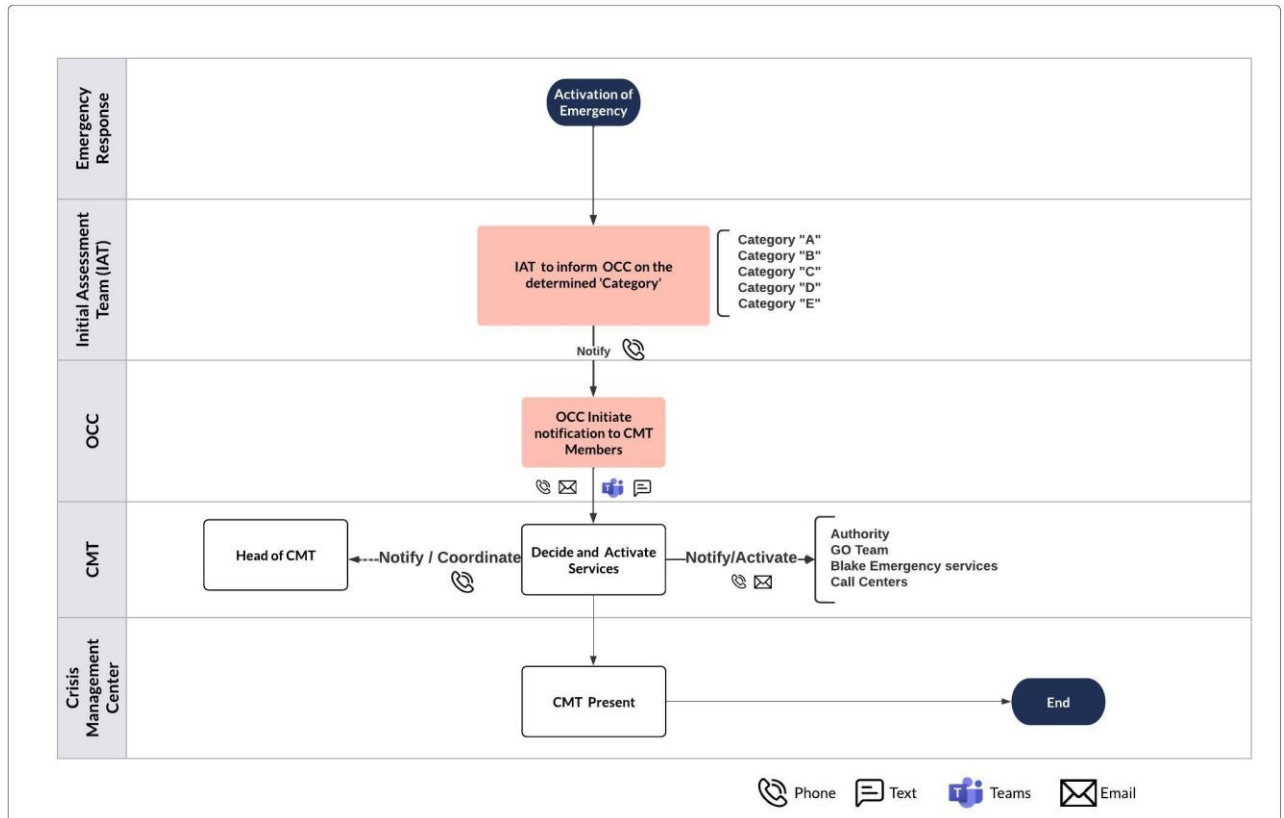 Emergency
Response
Activation of
Emergency
Initial Assessment
Team (IAT)
IAT to inform OCC on the
determined 'Category'
Category "A"
Category "B"
Category "C"
Category "D"
Category "E"
Notify
OCC
OCC Initiate
notification to CMT
Members
CMT
Head of CMT
Notify / Coordinate
Decide and Activate
Services
Notify/Activate
Authority
GO Team
Blake Emergency services
Call Centers
Crisis
Management
Center
CMT Present
End
Phone
Text
Teams
Email